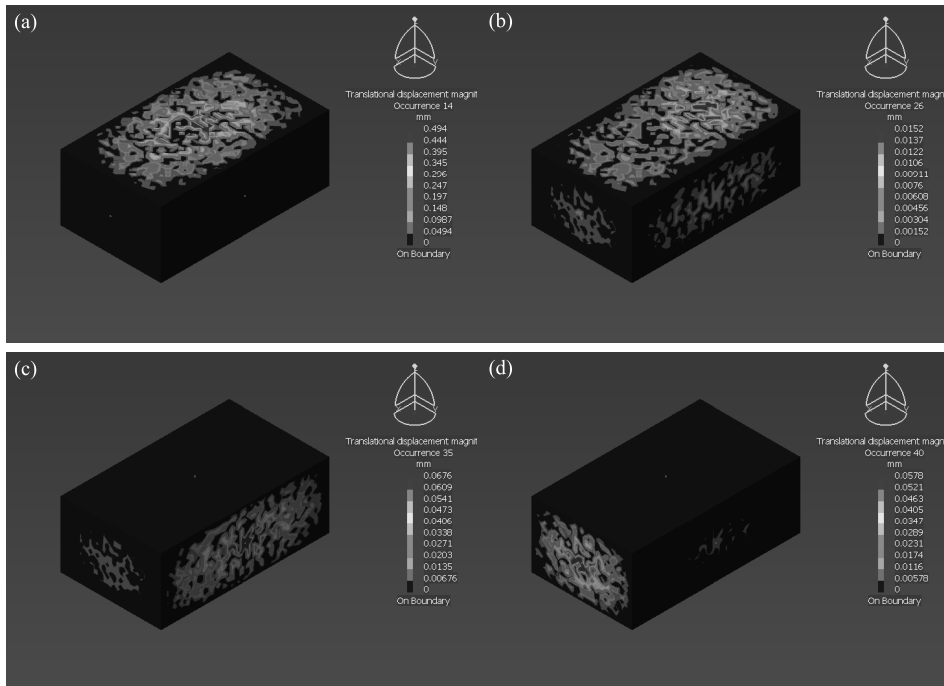 (a)
Translational displacement magnit
Occurrence 14
mm
0.494
0.444
0.395
0.345
0.296
0.247
0.197
0.148
0.0987
0.0494
0
On Boundary
(b)
Translational displacement magnit
Occurrence 26
mm
0.0152
0.0137
0.0122
0.0106
0.00911
0.0076
0.00608
0.00456
0.00304
0.00152
0
On Boundary
(c)
Translational displacement magnit
Occurrence 35
mm
0.0676
0.0609
0.0541
0.0473
0.0406
0.0338
0.0271
0.0203
0.0135
0.00676
0
On Boundary
(d)
Translational displacement magnit
Occurrence 40
mm
0.0578
0.0521
0.0463
0.0405
0.0347
0.0289
0.0231
0.0174
0.0116
0.00578
0
On Boundary